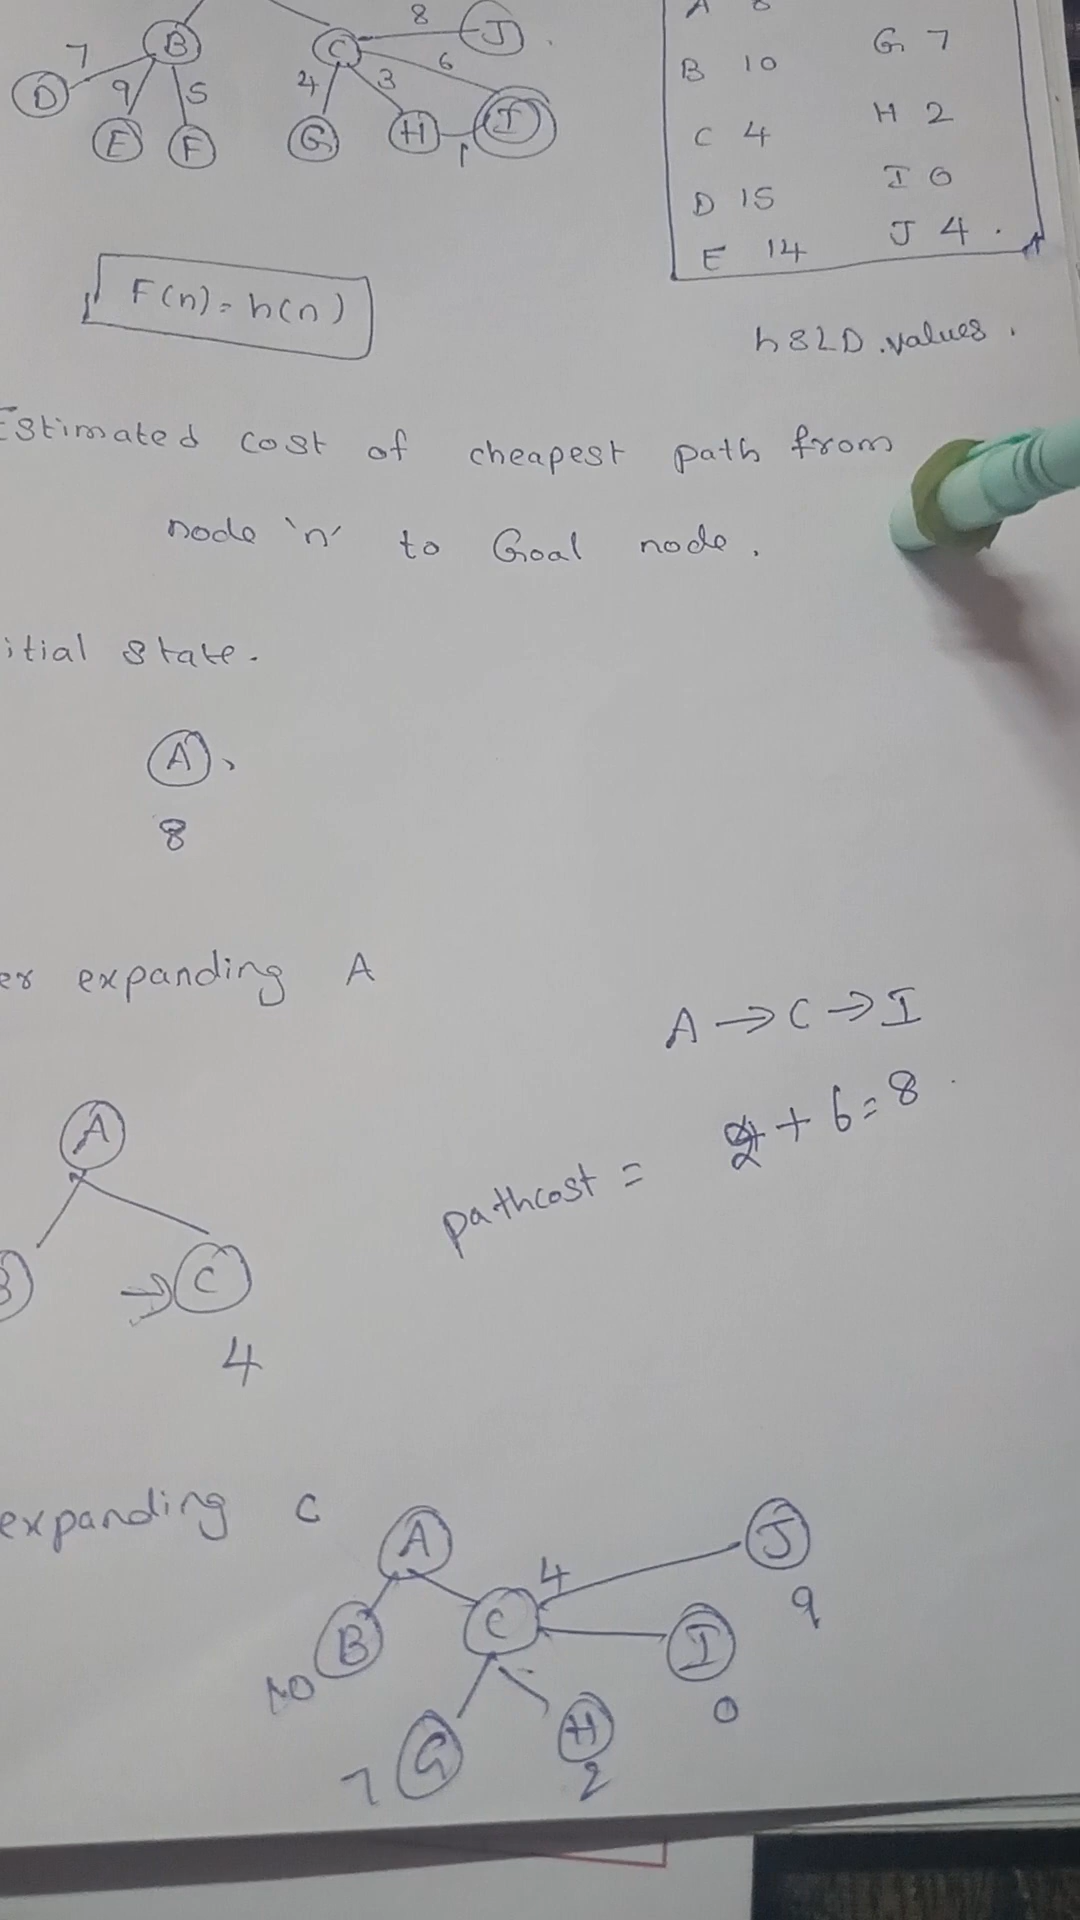 A 8
B 10
C 4
D 15
E 14
G 7
H 2
I 0
J 4 .
7 B C 8 J
D 9 5 4 3 6
E F G H 1 I
F(n) = h(n)
hSLD .values .
Estimated cost of cheapest path from
node 'n' to Goal node .
itial state.
A ,
8
er expanding A
A → C → I
pathcost = 2 + 6 = 8 .
A
B → C
4
expanding C
A 4 J
9
B C I
10 0
G H
7 2